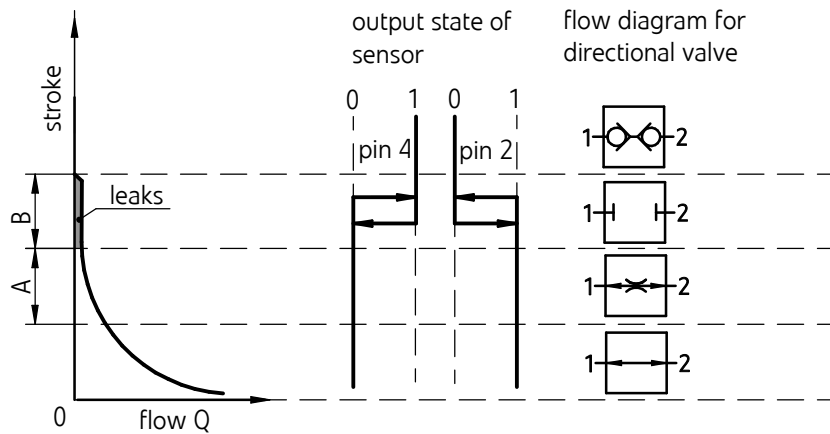 output state of
sensor
flow diagram for
directional valve
stroke
0 1 0 1
pin 4 pin 2
1 2
leaks
B
1 2
A
1 2
1 2
0
flow Q